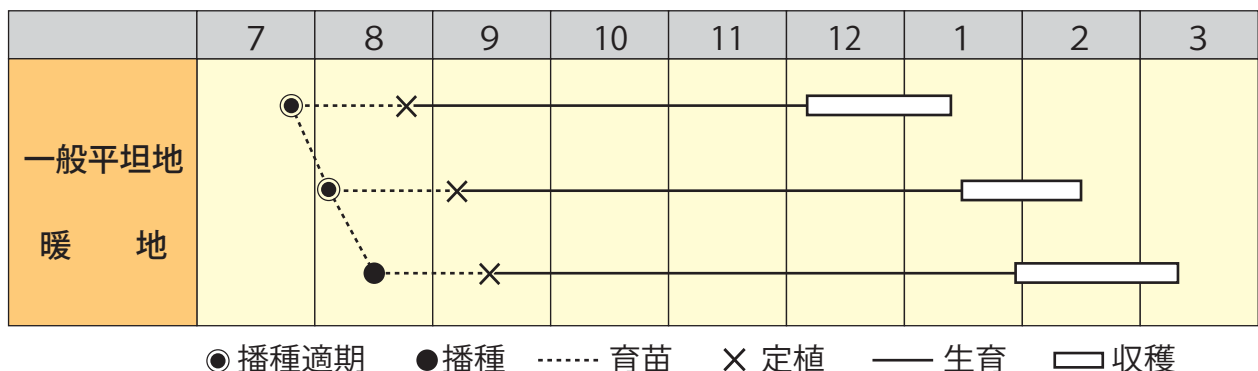 7 8 9 10 11 12 1 2 3
一般平坦地
暖 地
播種適期 播種 育苗 定植 生育 収穫